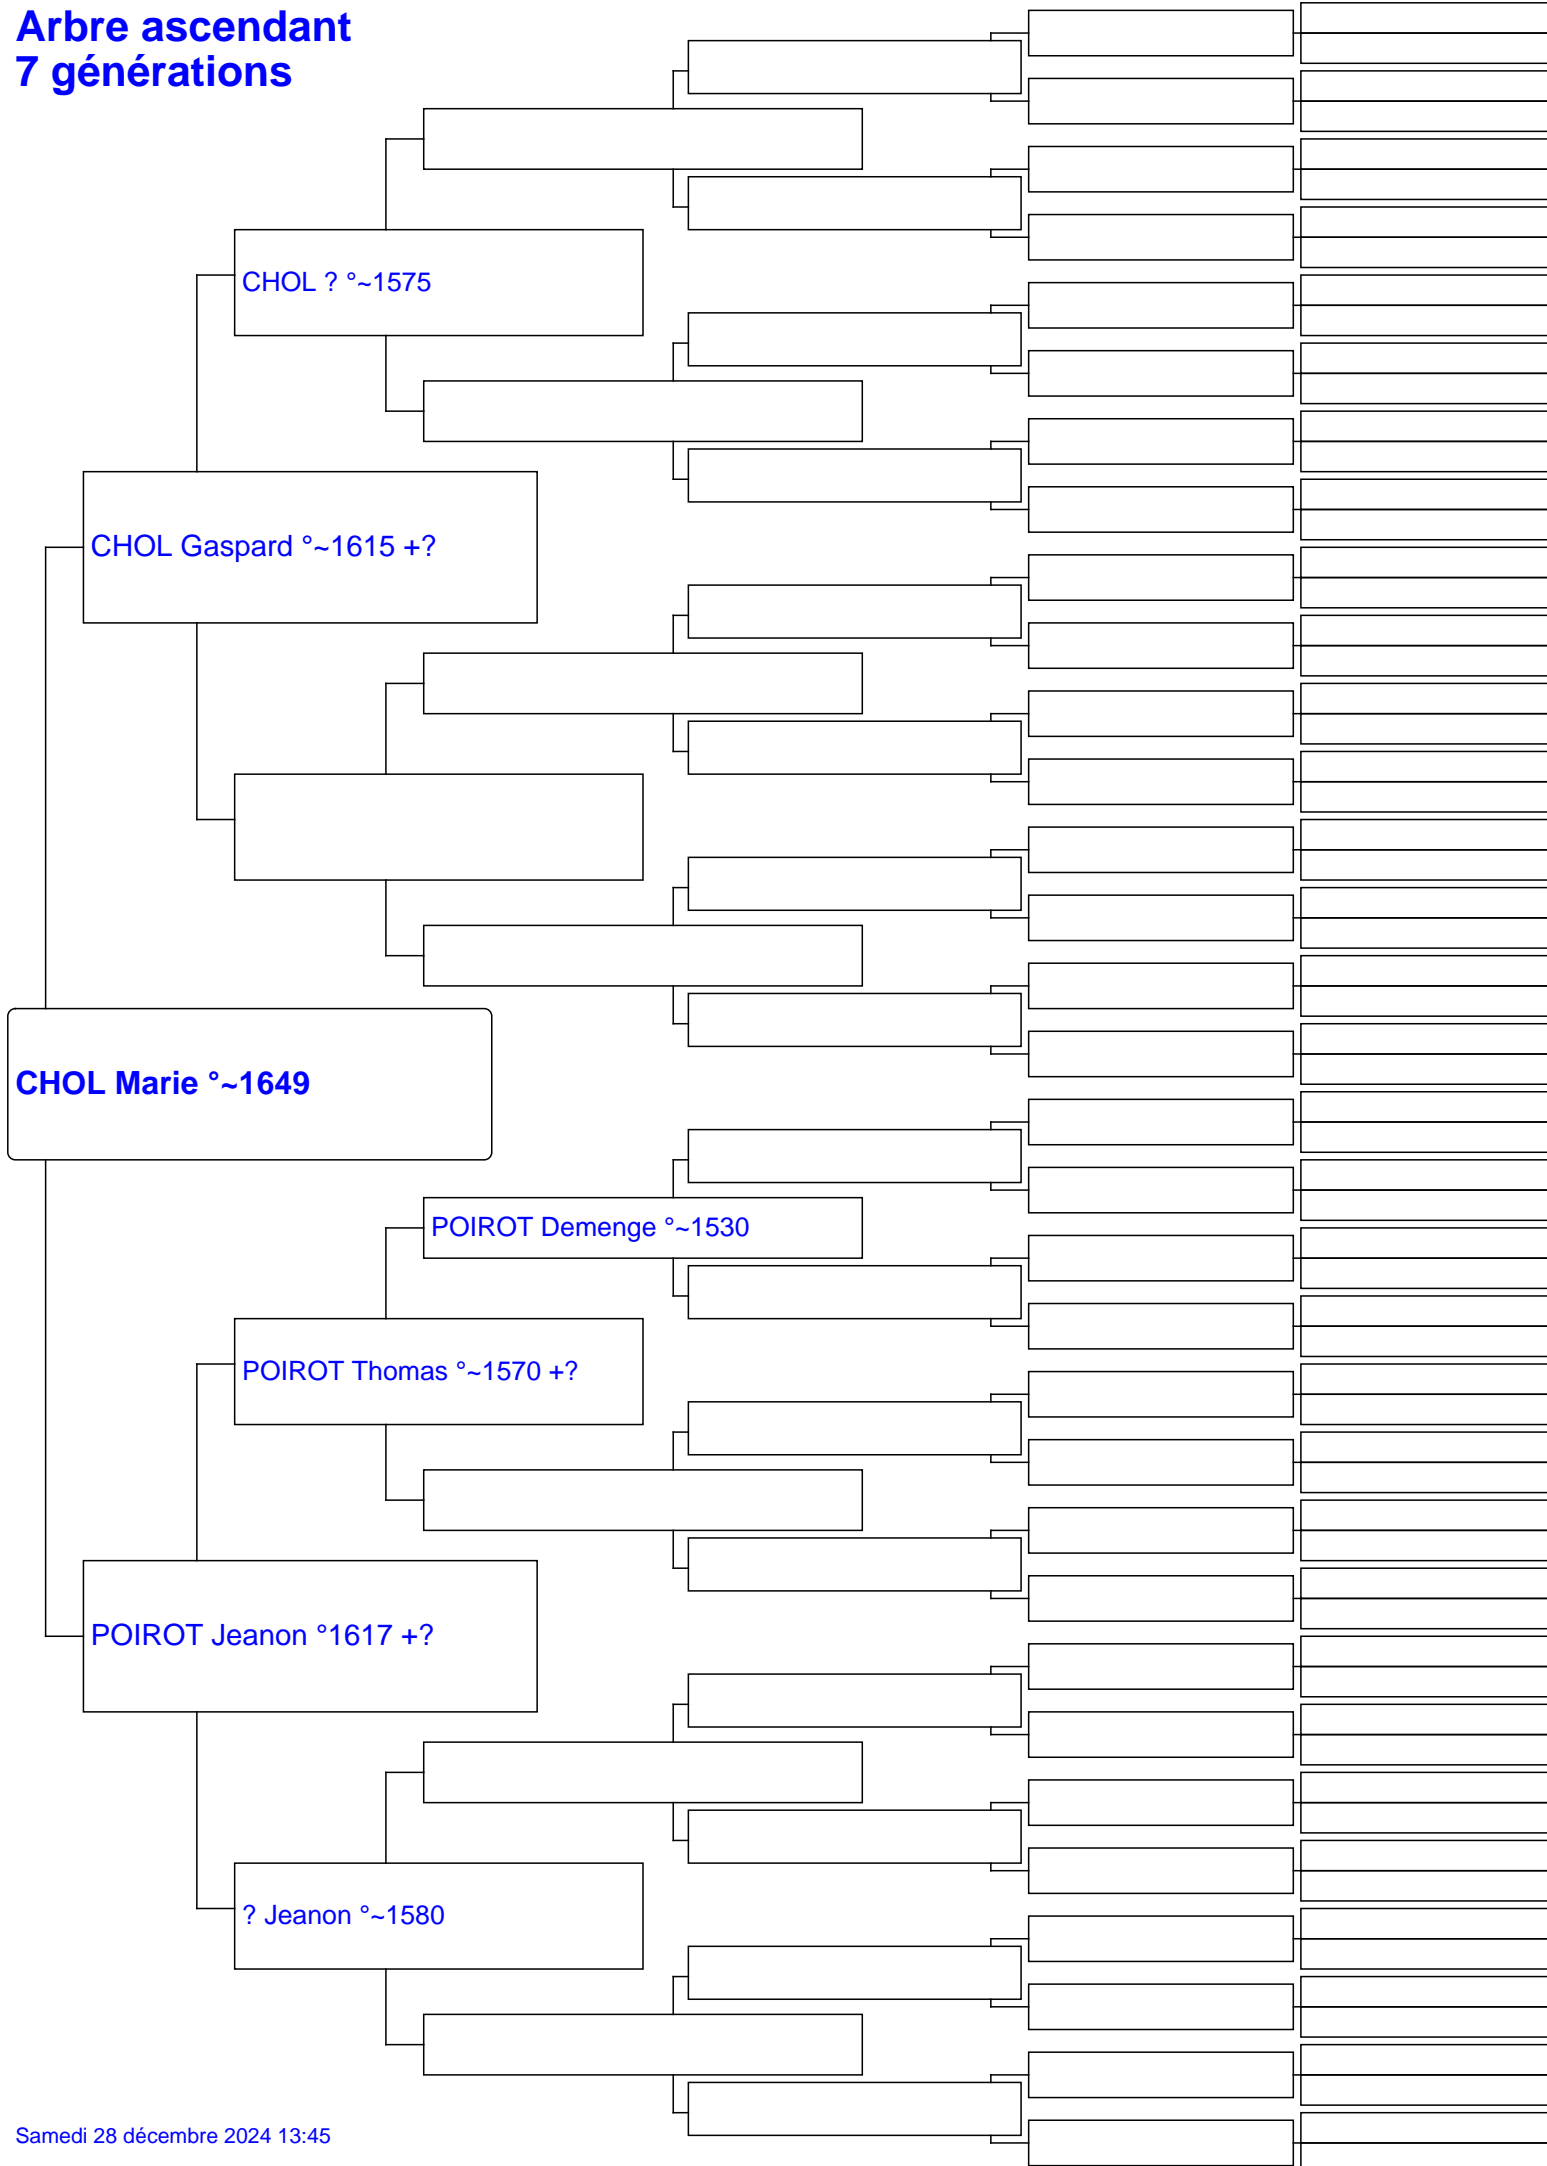 Arbre ascendant
7 générations
CHOL ? °~1575
CHOL Gaspard °~1615 +?
CHOL Marie °~1649
POIROT Demenge °~1530
POIROT Thomas °~1570 +?
POIROT Jeanon °1617 +?
? Jeanon °~1580
Samedi 28 décembre 2024 13:45